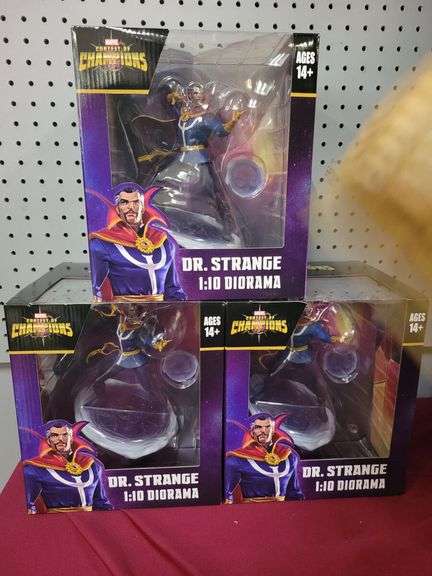 MARVEL
CONTEST OF
CHAMPIONS
AGES
14+
DR. STRANGE
1:10 DIORAMA
MARVEL
CONTEST OF
CHAMPIONS
AGES
14+
DR. STRANGE
1:10 DIORAMA
MARVEL
CONTEST OF
CHAMPIONS
AGES
14+
DR. STRANGE
1:10 DIORAMA